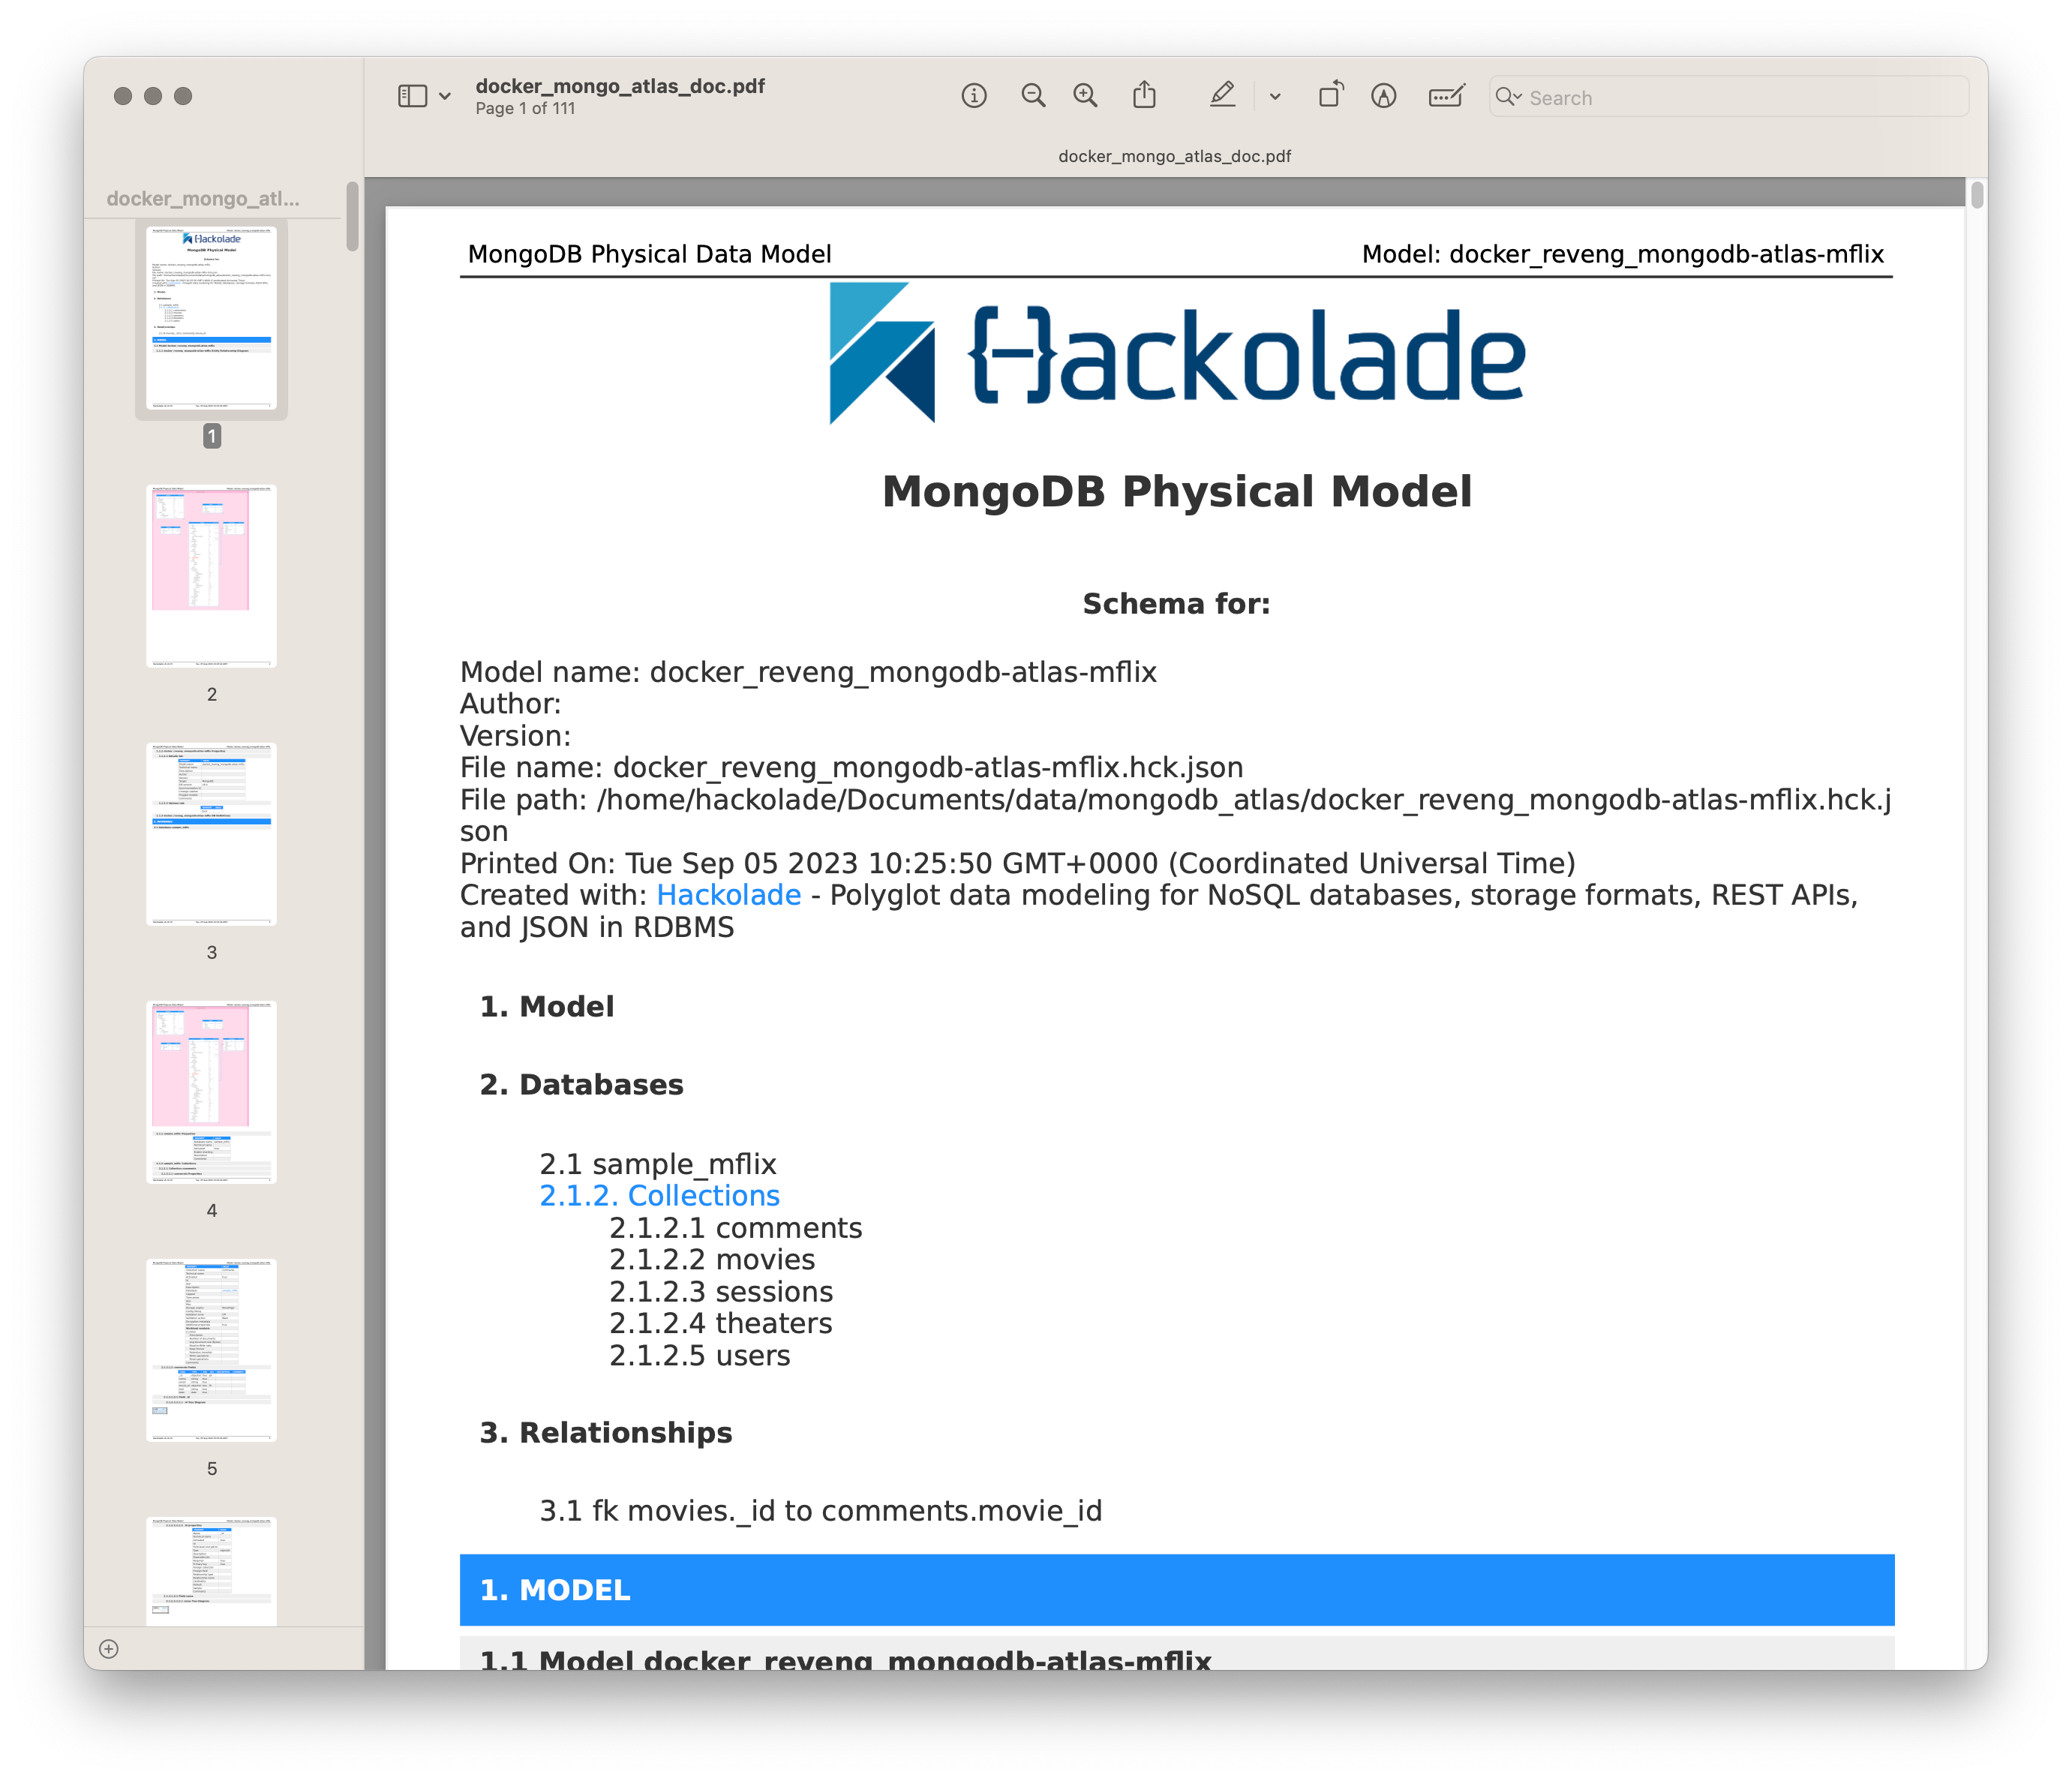 docker_mongo_atlas_doc.pdf
Page 1 of 111
Search
docker_mongo_atlas_doc.pdf
docker_mongo_atl...
1
2
3
4
5
MongoDB Physical Data Model
Model: docker_reveng_mongodb-atlas-mflix
Hackolade
MongoDB Physical Model
Schema for:
Model name: docker_reveng_mongodb-atlas-mflix
Author:
Version:
File name: docker_reveng_mongodb-atlas-mflix.hck.json
File path: /home/hackolade/Documents/data/mongodb_atlas/docker_reveng_mongodb-atlas-mflix.hck.j
son
Printed On: Tue Sep 05 2023 10:25:50 GMT+0000 (Coordinated Universal Time)
Created with: Hackolade - Polyglot data modeling for NoSQL databases, storage formats, REST APIs,
and JSON in RDBMS
1. Model
2. Databases
2.1 sample_mflix
2.1.2. Collections
2.1.2.1 comments
2.1.2.2 movies
2.1.2.3 sessions
2.1.2.4 theaters
2.1.2.5 users
3. Relationships
3.1 fk movies._id to comments.movie_id
1. MODEL
1.1 Model docker_reveng_mongodb-atlas-mflix